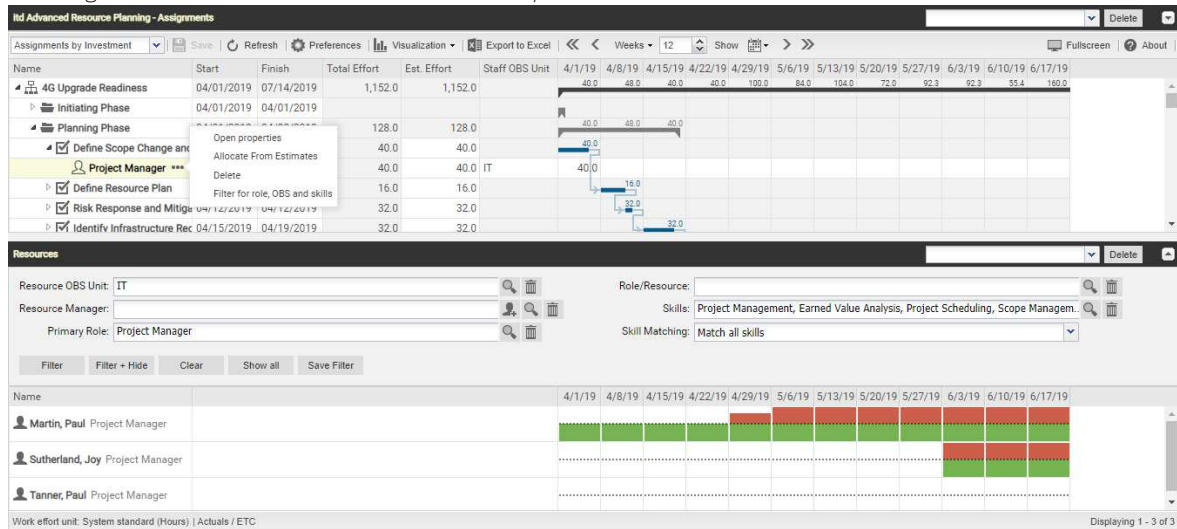 itd Advanced Resource Planning - Assignments Delete
Assignments by Investment Save Refresh Preferences Visualization Export to Excel Weeks 12 Show Fullscreen About
Name Start Finish Total Effort Est. Effort Staff OBS Unit 4/1/19 4/8/19 4/15/19 4/22/19 4/29/19 5/6/19 5/13/19 5/20/19 5/27/19 6/3/19 6/10/19 6/17/19
4G Upgrade Readiness 04/01/2019 07/14/2019 1,152.0 1,152.0 40.0 48.0 40.0 40.0 100.0 84.0 104.0 72.0 92.3 92.3 55.4 160.0
Initiating Phase 04/01/2019 04/01/2019
Planning Phase 128.0 128.0 40.0 48.0 40.0
Open properties
Define Scope Change and 40.0 40.0 40.0
Allocate From Estimates
Project Manager ••• 40.0 40.0 IT 40.0
Delete
Define Resource Plan 16.0 16.0 16.0
Filter for role, OBS and skills
Risk Response and Mitiga 04/12/2019 04/12/2019 32.0 32.0 32.0
Identify Infrastructure Rec 04/15/2019 04/19/2019 32.0 32.0 32.0
Resources Delete
Resource OBS Unit: IT Role/Resource:
Resource Manager: Skills: Project Management, Earned Value Analysis, Project Scheduling, Scope Managem..
Primary Role: Project Manager Skill Matching: Match all skills
Filter Filter + Hide Clear Show all Save Filter
Name 4/1/19 4/8/19 4/15/19 4/22/19 4/29/19 5/6/19 5/13/19 5/20/19 5/27/19 6/3/19 6/10/19 6/17/19
Martin, Paul Project Manager
Sutherland, Joy Project Manager
Tanner, Paul Project Manager
Work effort unit: System standard (Hours) | Actuals / ETC Displaying 1 - 3 of 3